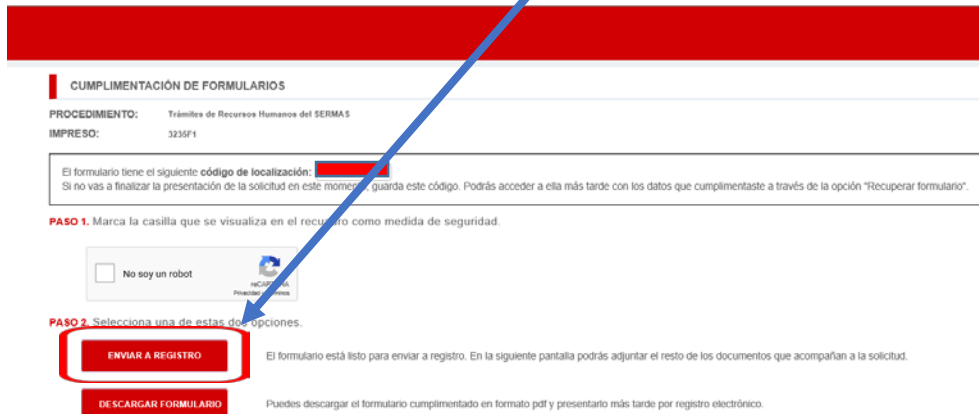 CUMPLIMENTACIÓN DE FORMULARIOS
PROCEDIMIENTO: Trámites de Recursos Humanos del SERMAS
IMPRESO: 3235F1
El formulario tiene el siguiente código de localización:
Si no vas a finalizar la presentación de la solicitud en este momento, guarda este código. Podrás acceder a ella más tarde con los datos que cumplimentaste a través de la opción "Recuperar formulario".
PASO 1. Marca la casilla que se visualiza en el recuadro como medida de seguridad.
No soy un robot
reCAPTCHA
Privacidad
PASO 2. Selecciona una de estas dos opciones.
ENVIAR A REGISTRO El formulario está listo para enviar a registro. En la siguiente pantalla podrás adjuntar el resto de los documentos que acompañan a la solicitud.
DESCARGAR FORMULARIO Puedes descargar el formulario cumplimentado en formato pdf y presentarlo más tarde por registro electrónico.